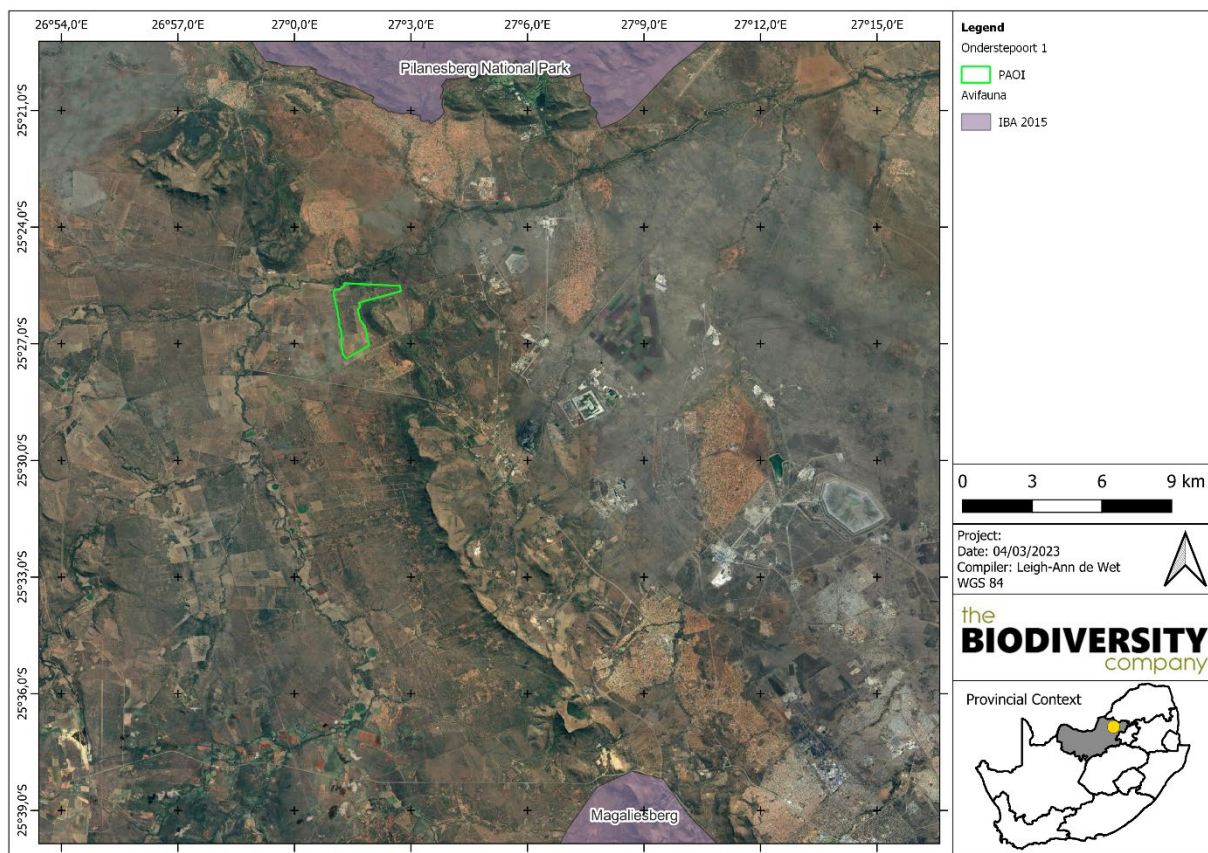 26°54,0'E 26°57,0'E 27°0,0'E 27°3,0'E 27°6,0'E 27°9,0'E 27°12,0'E 27°15,0'E
25°21,0'S
25°24,0'S
25°27,0'S
25°30,0'S
25°33,0'S
25°36,0'S
25°39,0'S
Pilanesberg National Park
Magaliesberg
Legend
Onderstepoort 1
PAOI
Avifauna
IBA 2015
0 3 6 9 km
Project:
Date: 04/03/2023
Compiler: Leigh-Ann de Wet
WGS 84
the
BIODIVERSITY
company
Provincial Context